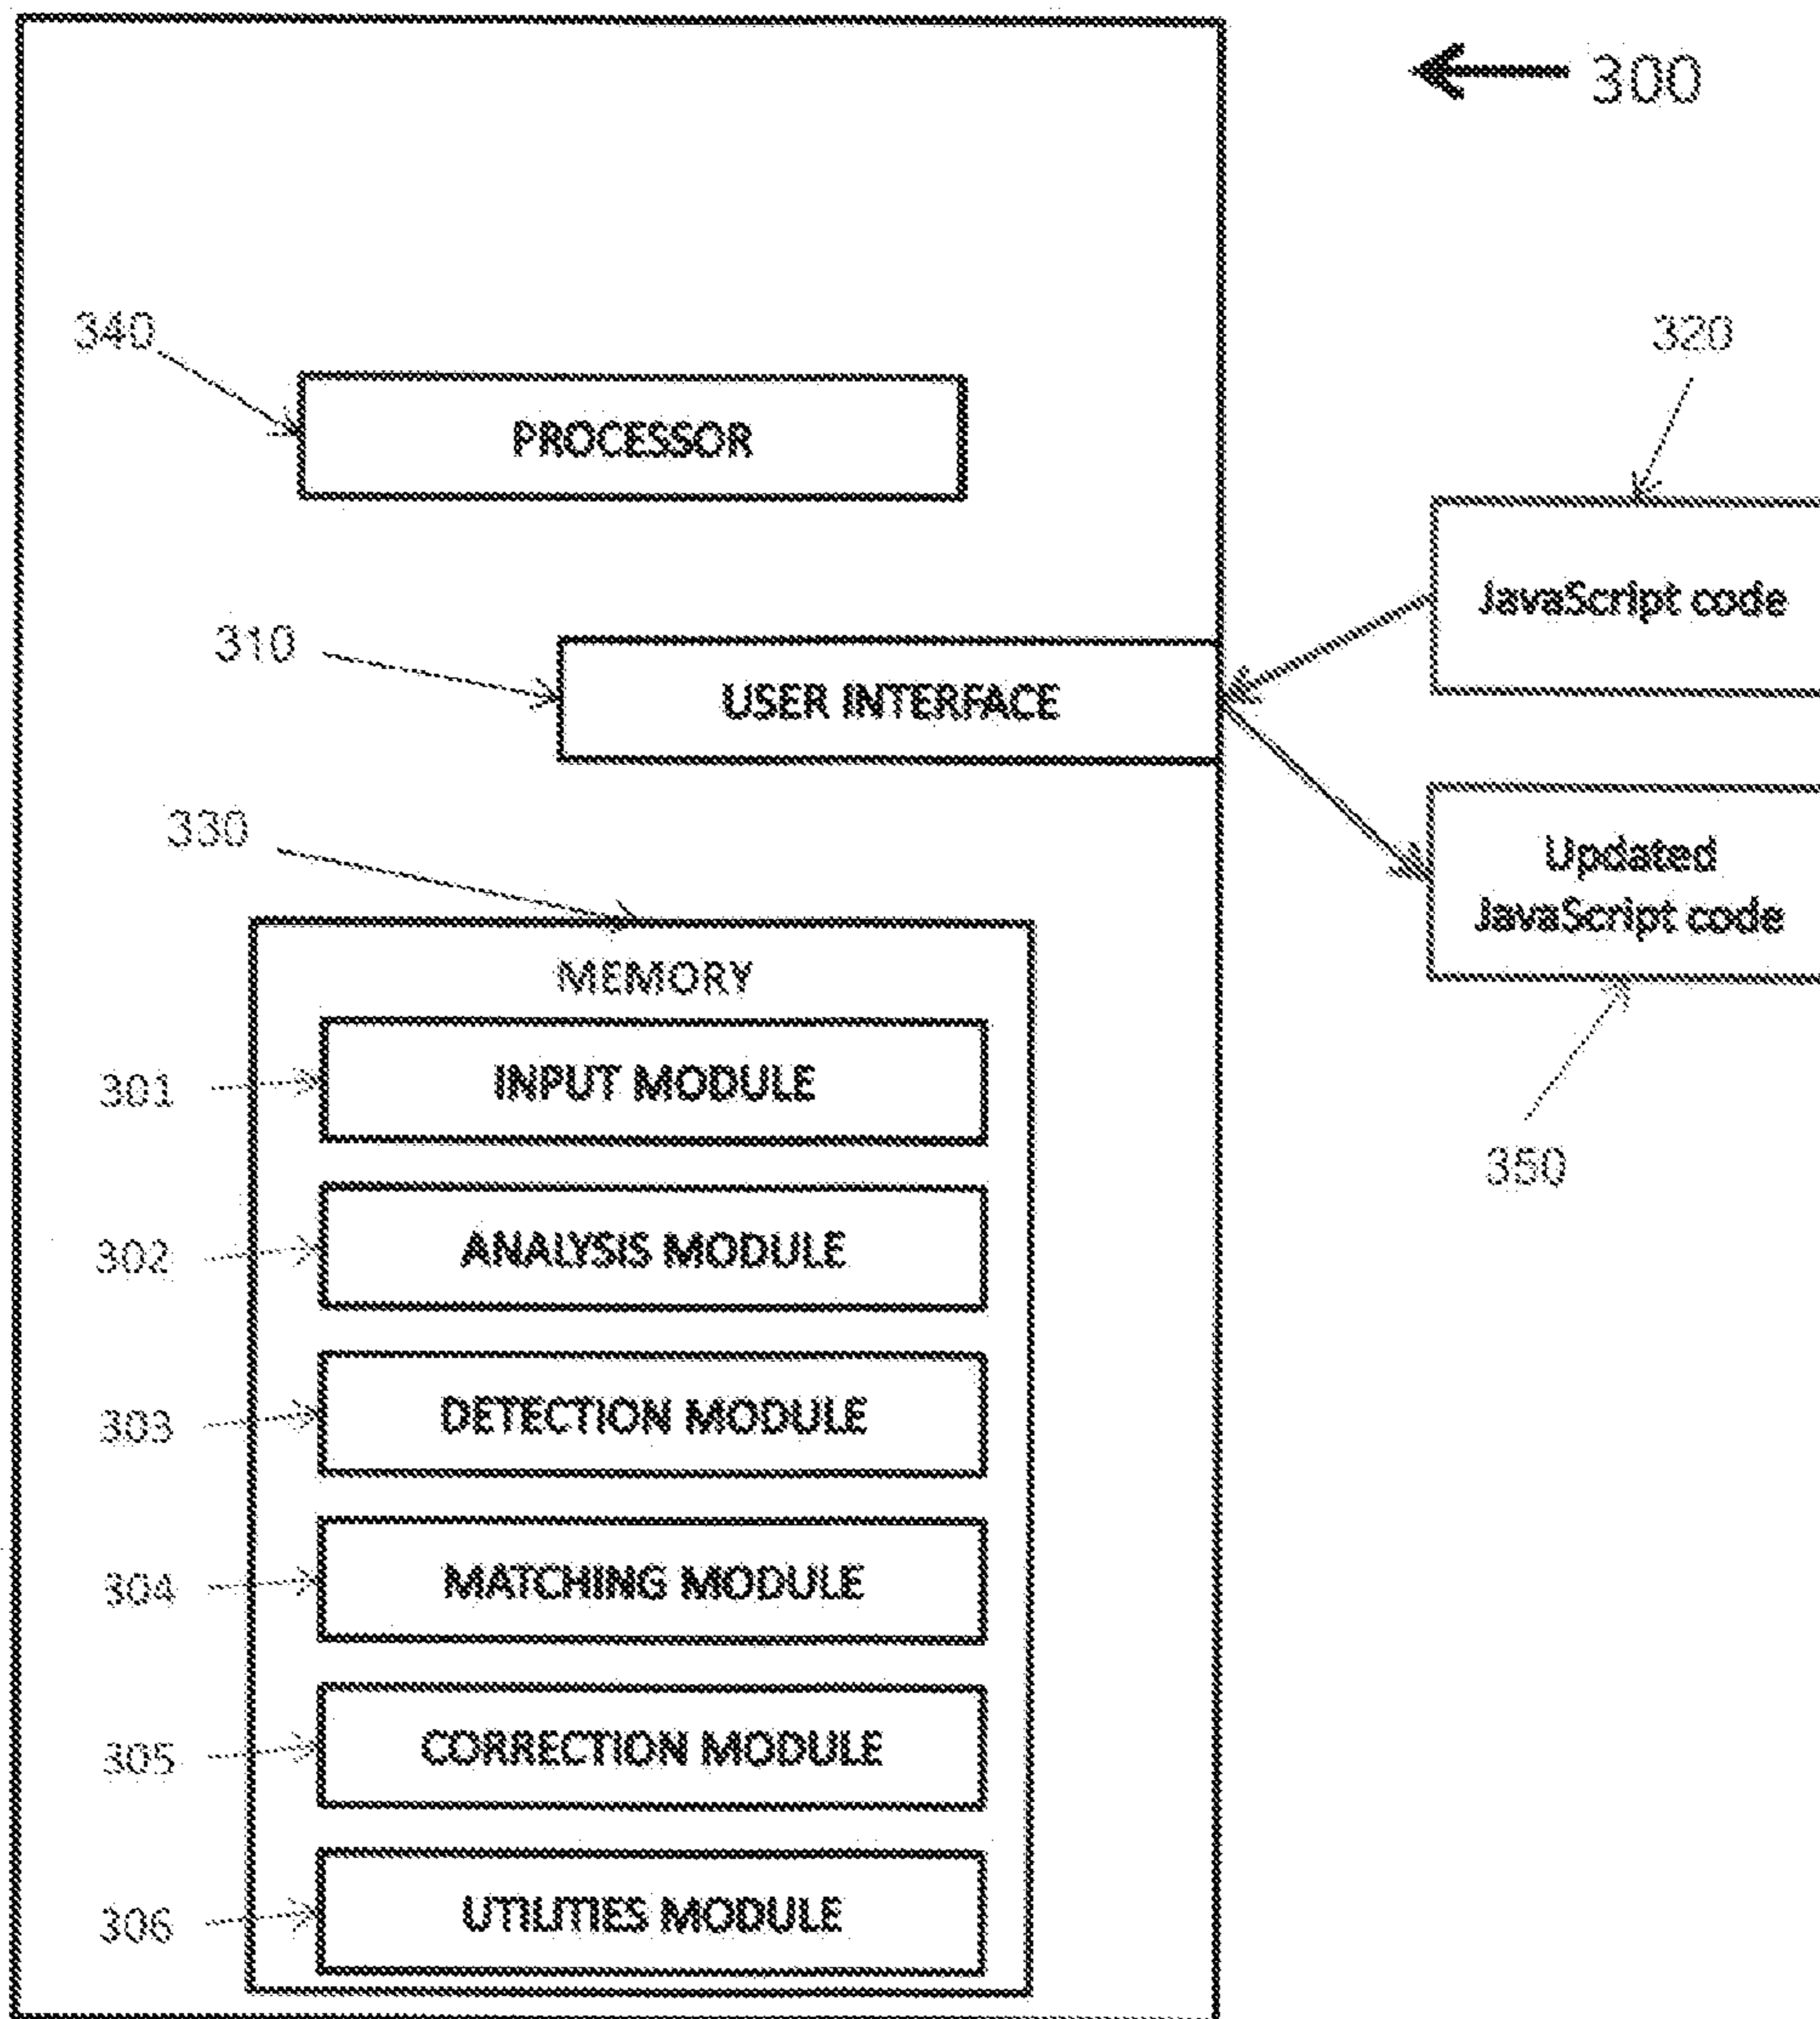 300
340
320
PROCESSOR
JavaScript code
310
USER INTERFACE
330
Updated
JavaScript code
MEMORY
301
INPUT MODULE
350
302
ANALYSIS MODULE
303
DETECTION MODULE
304
MATCHING MODULE
305
CORRECTION MODULE
306
UTILITIES MODULE